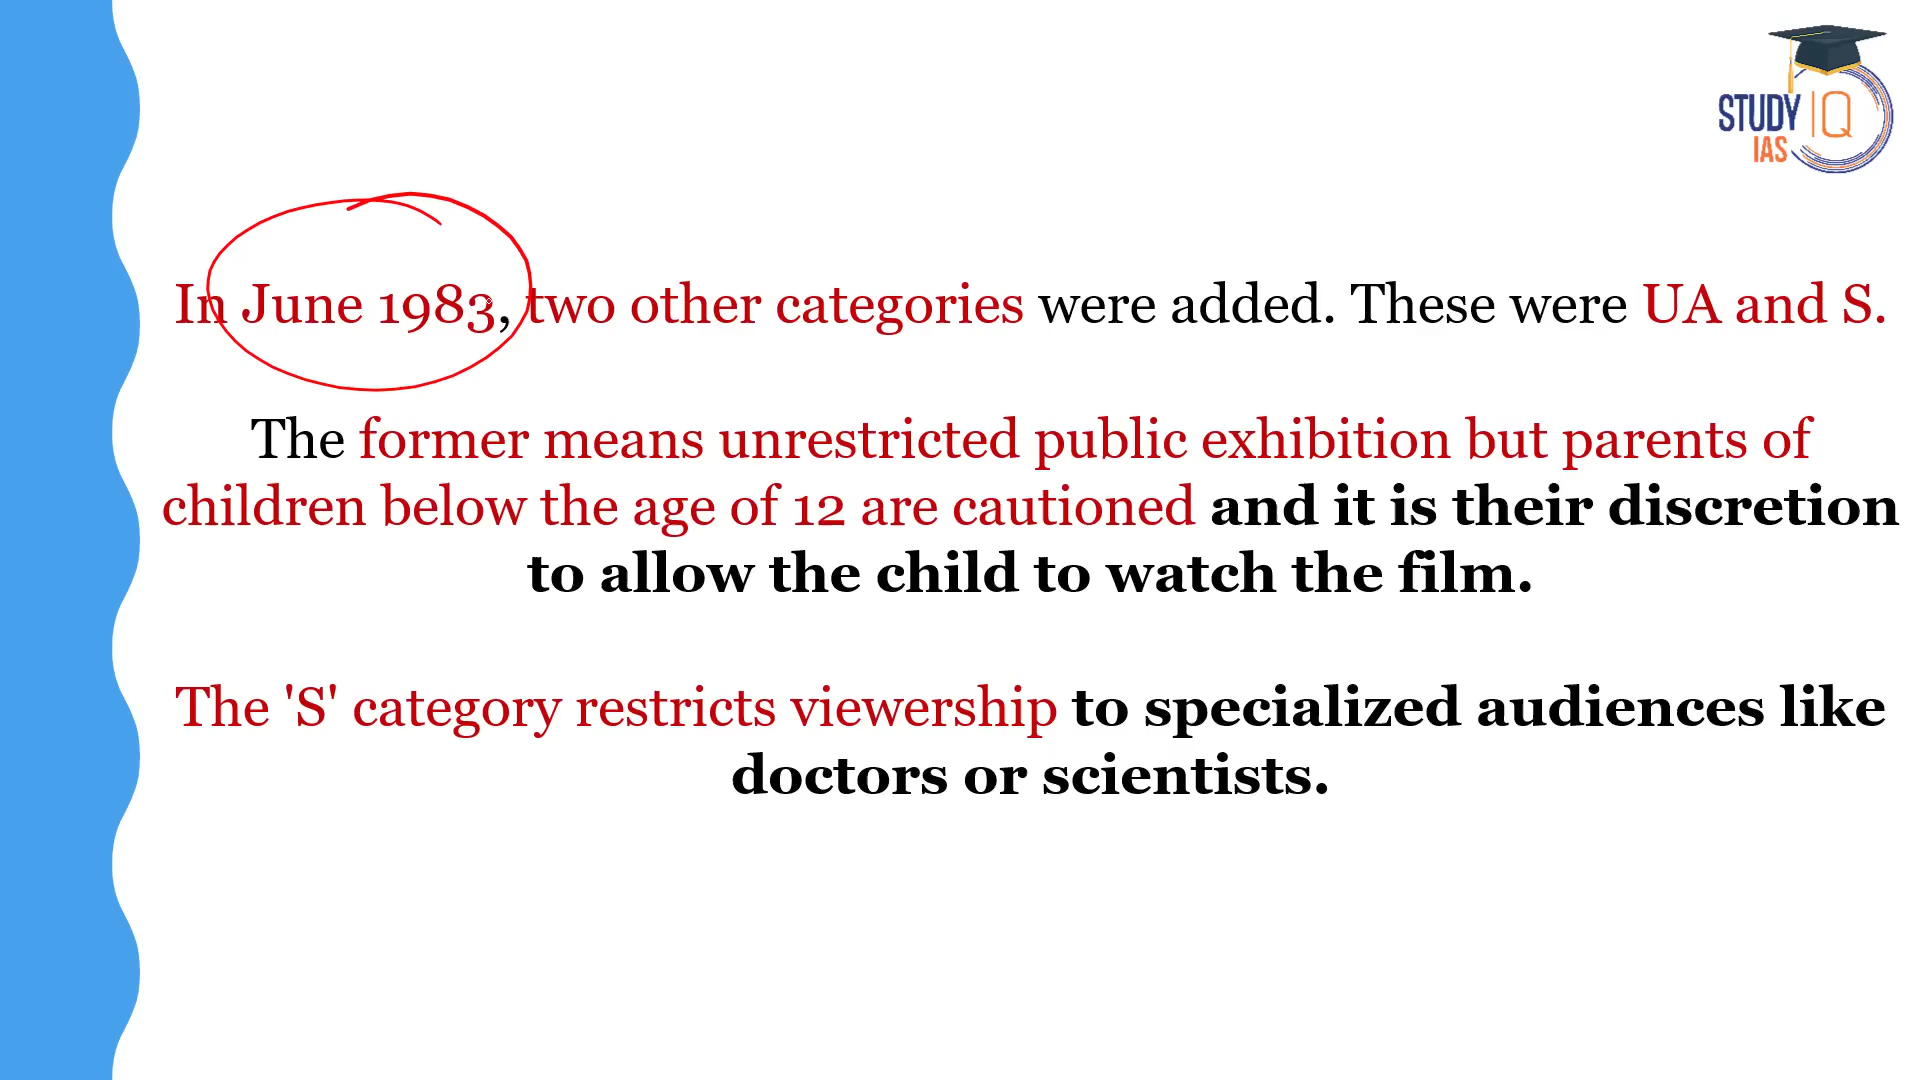 STUDY IQ
IAS
In June 1983, two other categories were added. These were UA and S.
The former means unrestricted public exhibition but parents of
children below the age of 12 are cautioned and it is their discretion
to allow the child to watch the film.
The 'S' category restricts viewership to specialized audiences like
doctors or scientists.